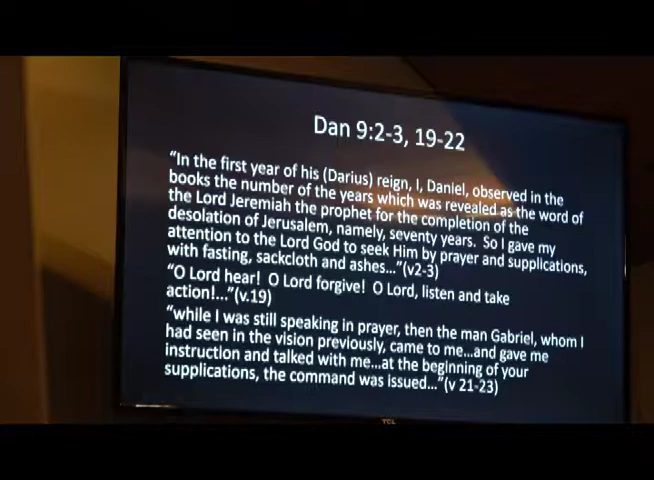 Dan 9:2-3, 19-22
“In the first year of his (Darius) reign, I, Daniel, observed in the
books the number of the years which was revealed as the word of
the Lord Jeremiah the prophet for the completion of the
desolation of Jerusalem, namely, seventy years. So I gave my
attention to the Lord God to seek Him by prayer and supplications,
with fasting, sackcloth and ashes...”(v2-3)
“O Lord hear! O Lord forgive! O Lord, listen and take
action!...”(v.19)
“while I was still speaking in prayer, then the man Gabriel, whom I
had seen in the vision previously, came to me...and gave me
instruction and talked with me...at the beginning of your
supplications, the command was issued...”(v 21-23)
TCL